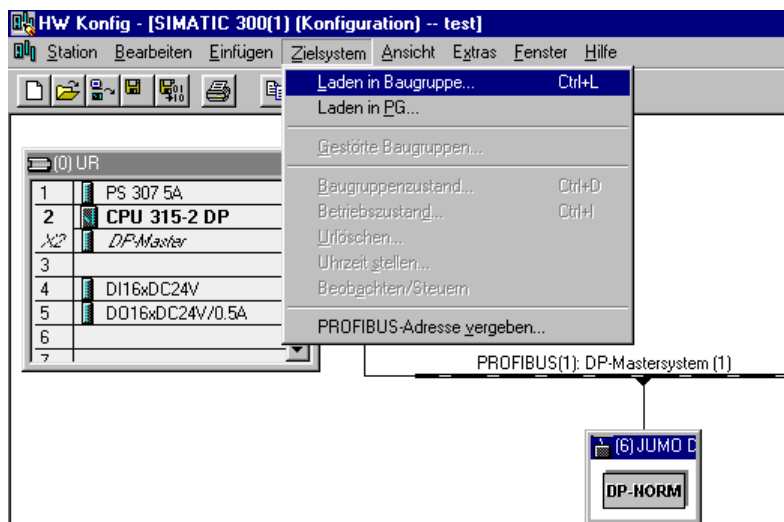 HW Konfig - [SIMATIC 300(1) (Konfiguration) -- test]
Station Bearbeiten Einfügen Zielsystem Ansicht Extras Fenster Hilfe
Laden in Baugruppe... Ctrl+L
Laden in PG...
Gestörte Baugruppen...
Baugruppenzustand... Ctrl+D
Betriebszustand... Ctrl+I
Urlöschen...
Uhrzeit stellen...
Beobachten/Steuern
PROFIBUS-Adresse vergeben...
(0) UR
1 PS 307 5A
2 CPU 315-2 DP
X2 DP-Master
3
4 DI16xDC24V
5 DO16xDC24V/0.5A
6
7
PROFIBUS(1): DP-Mastersystem (1)
(6) JUMO D
DP-NORM